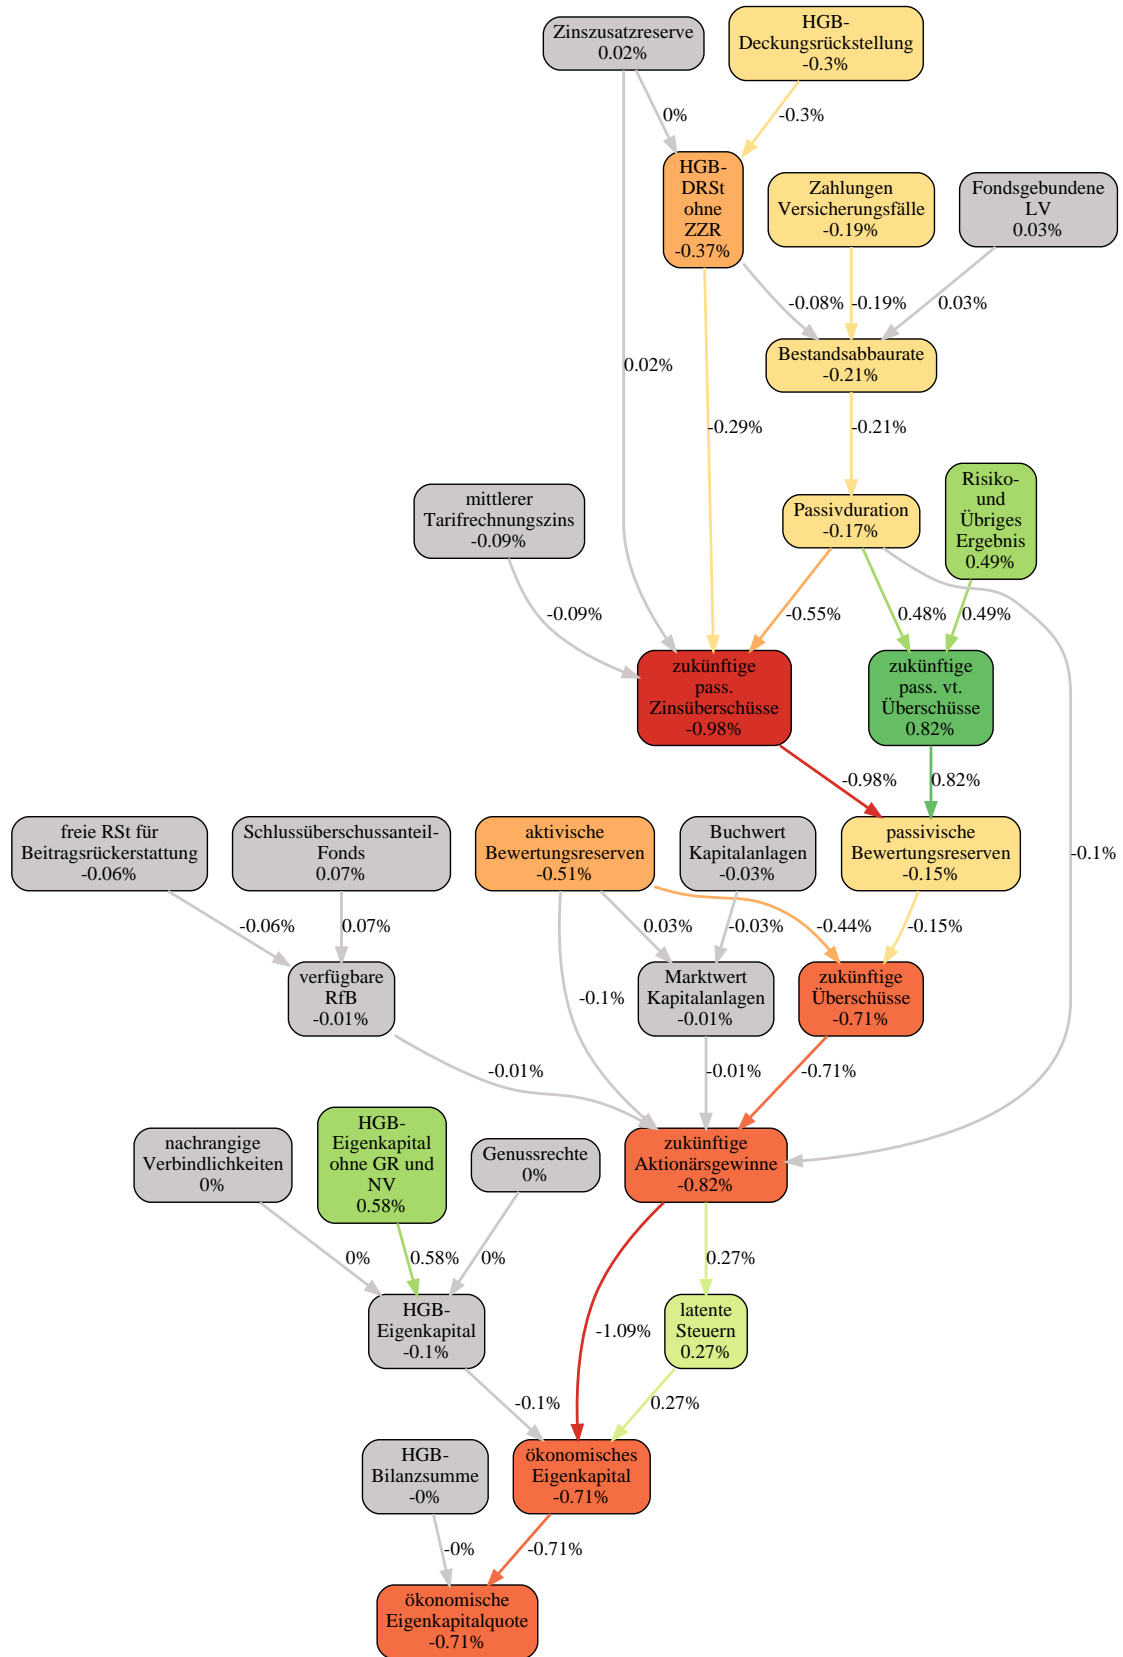 Zinszusatzreserve
0.02%
HGB-
Deckungsrückstellung
-0.3%
0%
-0.3%
HGB-
DRSt
ohne
ZZR
-0.37%
Zahlungen
Versicherungsfälle
-0.19%
Fondsgebundene
LV
0.03%
-0.08%
-0.19%
0.03%
Bestandsabbaurate
-0.21%
0.02%
-0.29%
-0.21%
mittlerer
Tarifrechnungszins
-0.09%
Passivduration
-0.17%
Risiko-
und
Übriges
Ergebnis
0.49%
-0.09%
-0.55%
0.48%
0.49%
zukünftige
pass.
Zinsüberschüsse
-0.98%
zukünftige
pass. vt.
Überschüsse
0.82%
-0.98%
0.82%
freie RSt für
Beitragsrückerstattung
-0.06%
Schlussüberschussanteil-
Fonds
0.07%
aktivische
Bewertungsreserven
-0.51%
Buchwert
Kapitalanlagen
-0.03%
passivische
Bewertungsreserven
-0.15%
-0.1%
-0.06%
0.07%
0.03%
-0.03%
-0.44%
-0.15%
verfügbare
RfB
-0.01%
-0.1%
Marktwert
Kapitalanlagen
-0.01%
zukünftige
Überschüsse
-0.71%
-0.01%
-0.01%
-0.71%
nachrangige
Verbindlichkeiten
0%
HGB-
Eigenkapital
ohne GR und
NV
0.58%
Genussrechte
0%
zukünftige
Aktionärsgewinne
-0.82%
0%
0.58%
0%
0.27%
HGB-
Eigenkapital
-0.1%
-1.09%
latente
Steuern
0.27%
-0.1%
0.27%
HGB-
Bilanzsumme
-0%
ökonomisches
Eigenkapital
-0.71%
-0%
-0.71%
ökonomische
Eigenkapitalquote
-0.71%